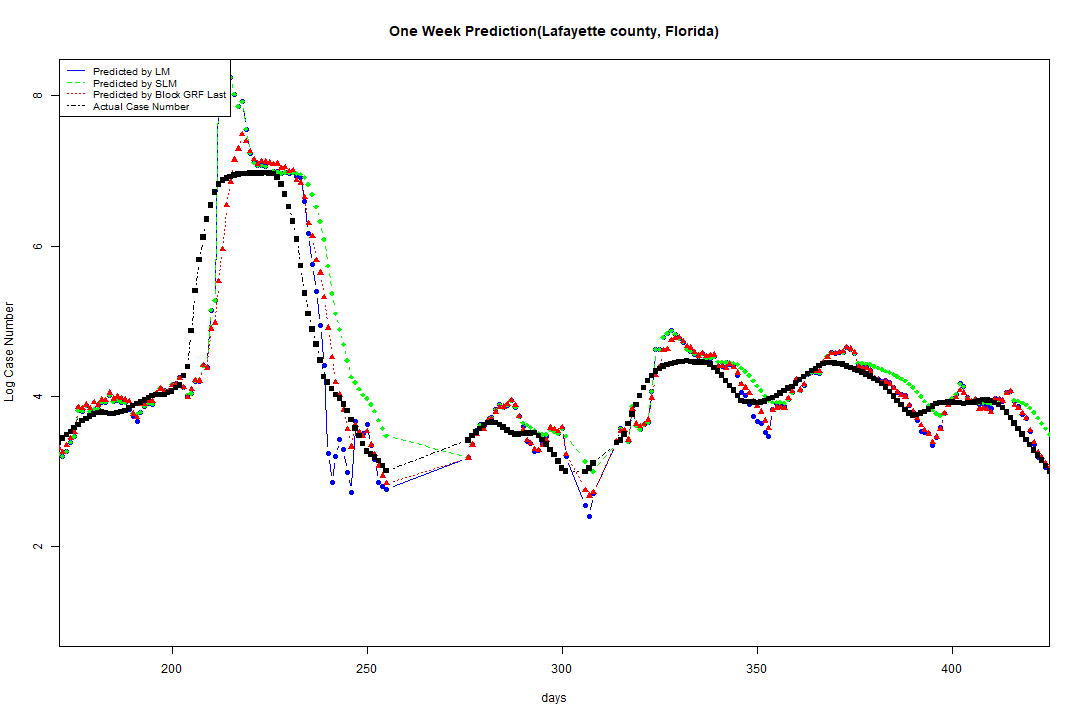 One Week Prediction(Lafayette county, Florida)
Predicted by LM
Predicted by SLM
Predicted by Block GRF Last
Actual Case Number
8
6
4
2
Log Case Number
200 250 300 350 400
days